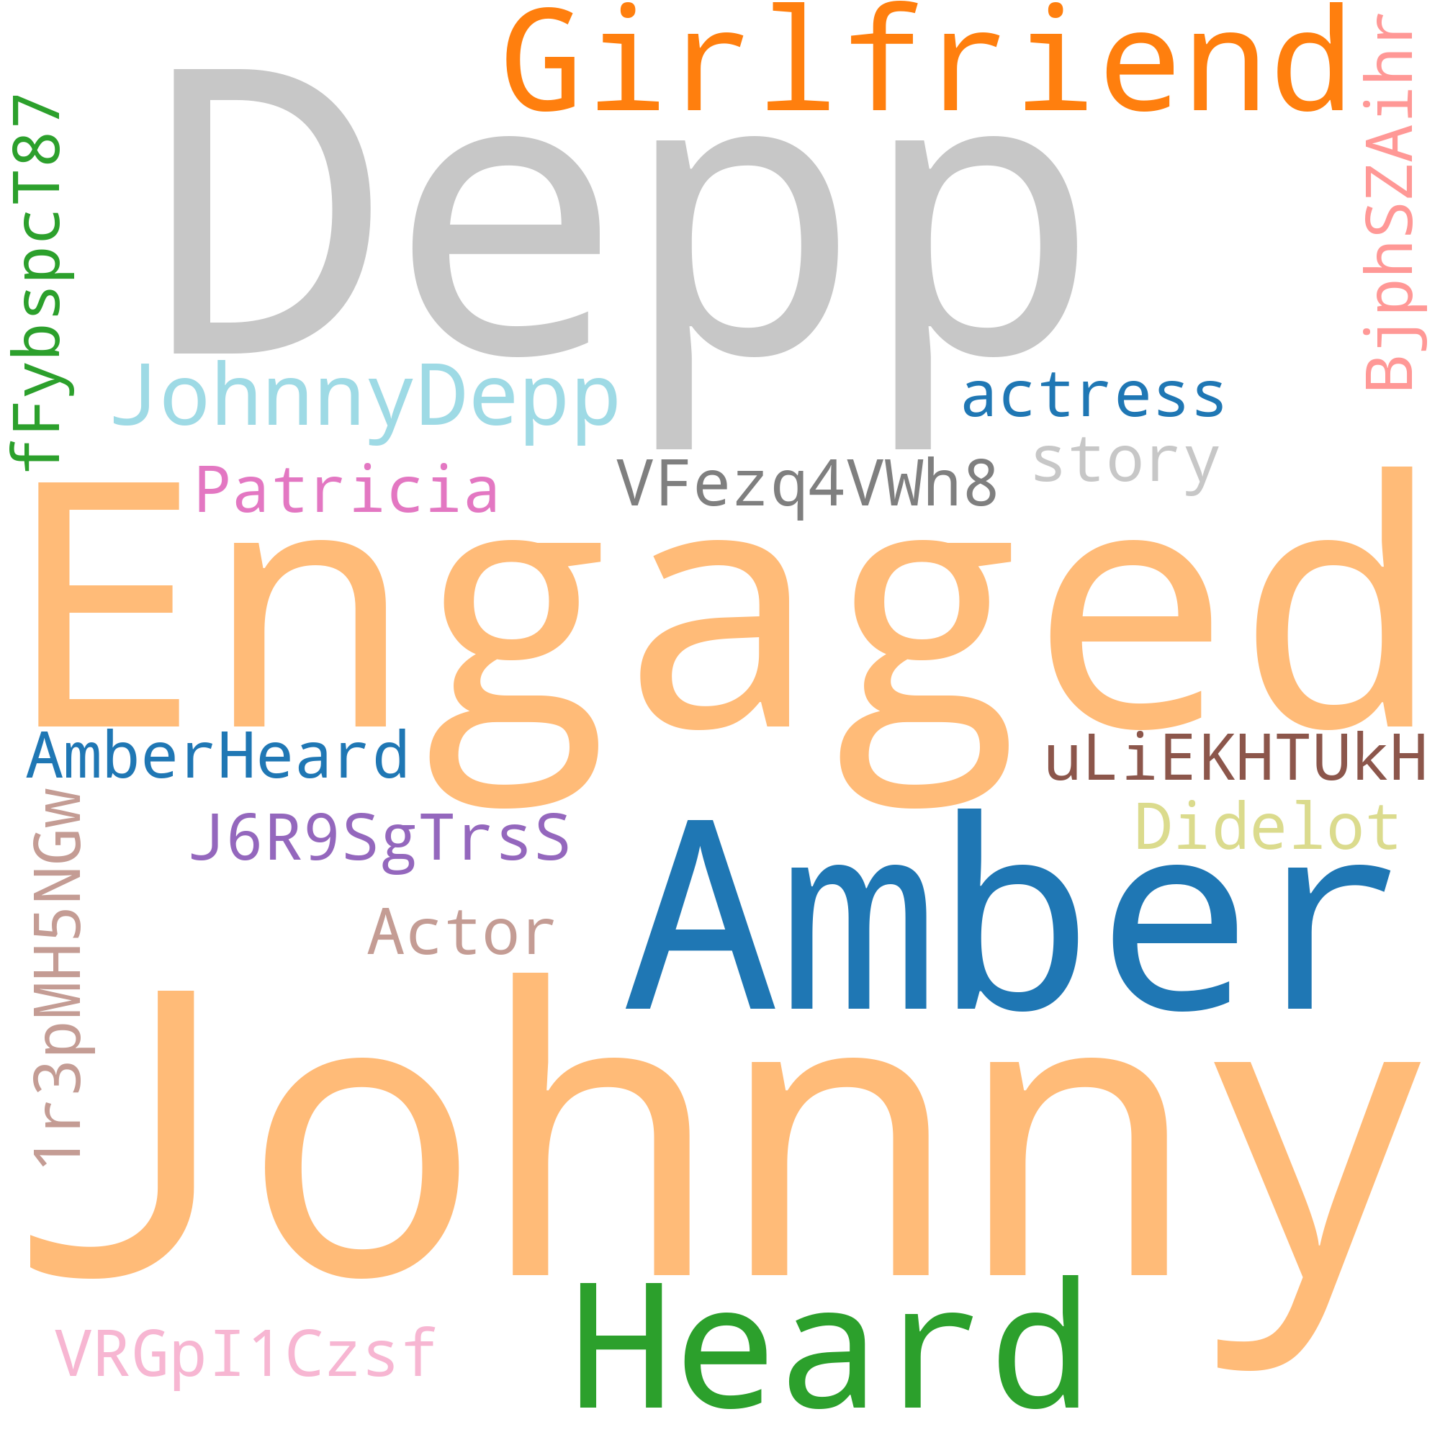 Girlfriend
Depp
fFybspcT87
BjphSZAihr
JohnnyDepp
actress
story
Patricia
VFezq4VWh8
Engaged
AmberHeard
uLiEKHTUkH
J6R9SgTrsS
Didelot
Amber
1r3pMH5NGw
Actor
Johnny
Heard
VRGpI1Czsf